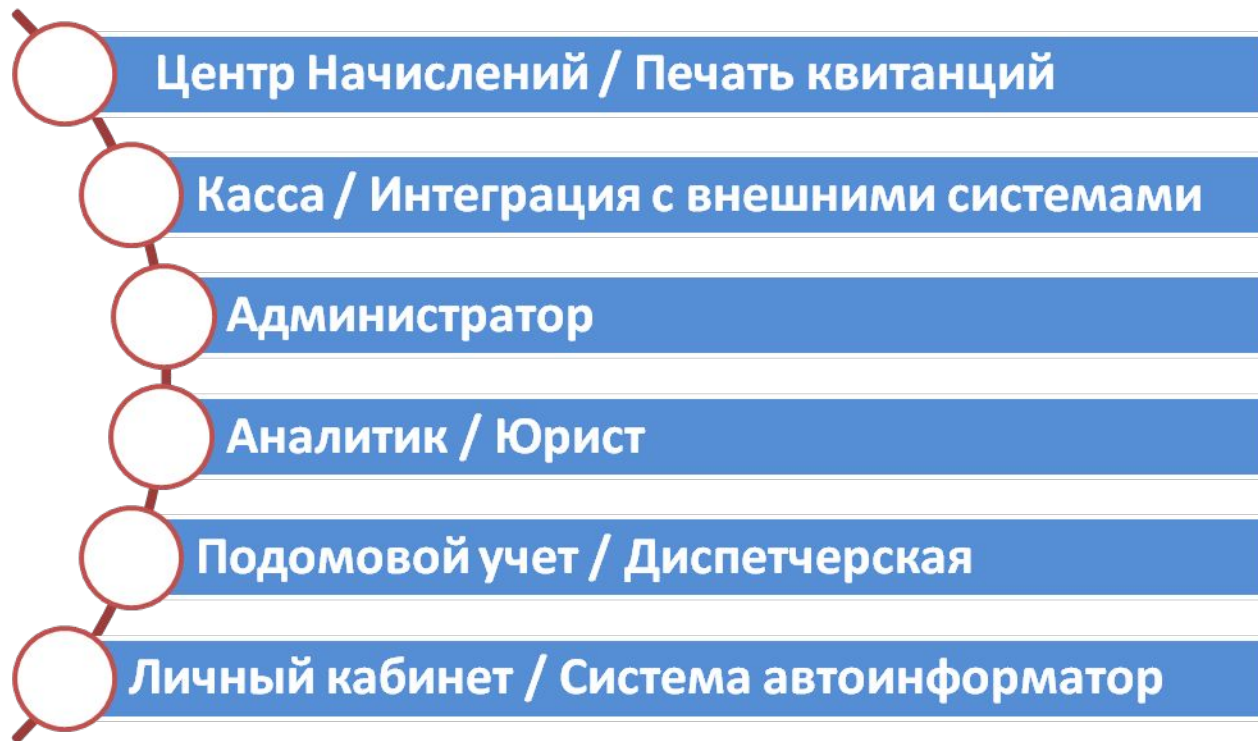 Центр Начислений / Печать квитанций
Касса / Интеграция с внешними системами
Администратор
Аналитик / Юрист
Подомовой учет / Диспетчерская
Личный кабинет / Система автоинформатор